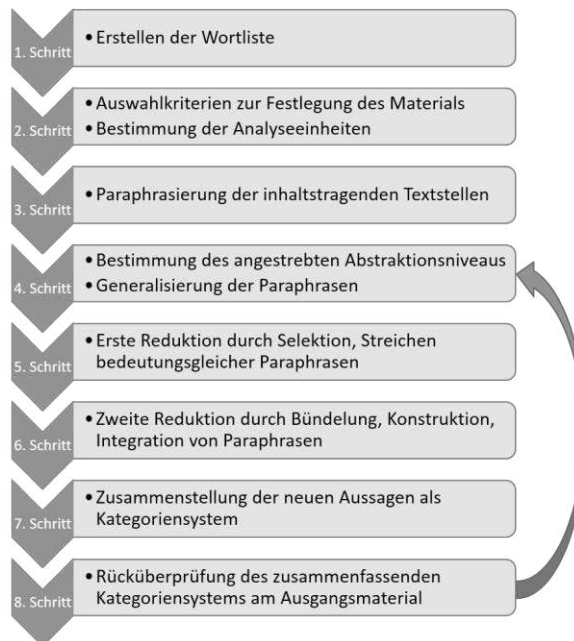 1. Schritt
• Erstellen der Wortliste
2. Schritt
• Auswahlkriterien zur Festlegung des Materials
• Bestimmung der Analyseeinheiten
3. Schritt
• Paraphrasierung der inhaltstragenden Textstellen
4. Schritt
• Bestimmung des angestrebten Abstraktionsniveaus
• Generalisierung der Paraphrasen
5. Schritt
• Erste Reduktion durch Selektion, Streichen
bedeutungsgleicher Paraphrasen
6. Schritt
• Zweite Reduktion durch Bündelung, Konstruktion,
Integration von Paraphrasen
7. Schritt
• Zusammenstellung der neuen Aussagen als
Kategoriensystem
8. Schritt
• Rücküberprüfung des zusammenfassenden
Kategoriensystems am Ausgangsmaterial